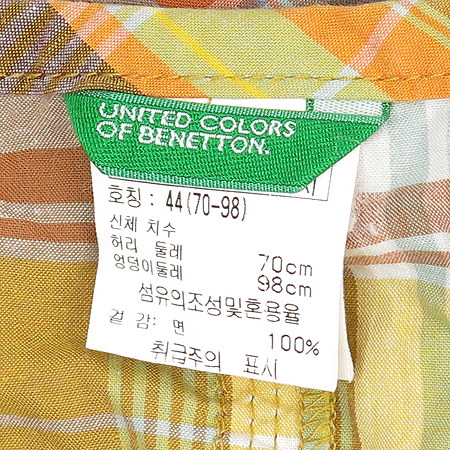 UNITED COLORS
OF BENETTON.
호칭 : 44(70-98)
신체 치수
허리 둘레 70cm
엉덩이둘레 98cm
섬유의조성및혼용율
겉 감: 면 100%
취급주의 표시